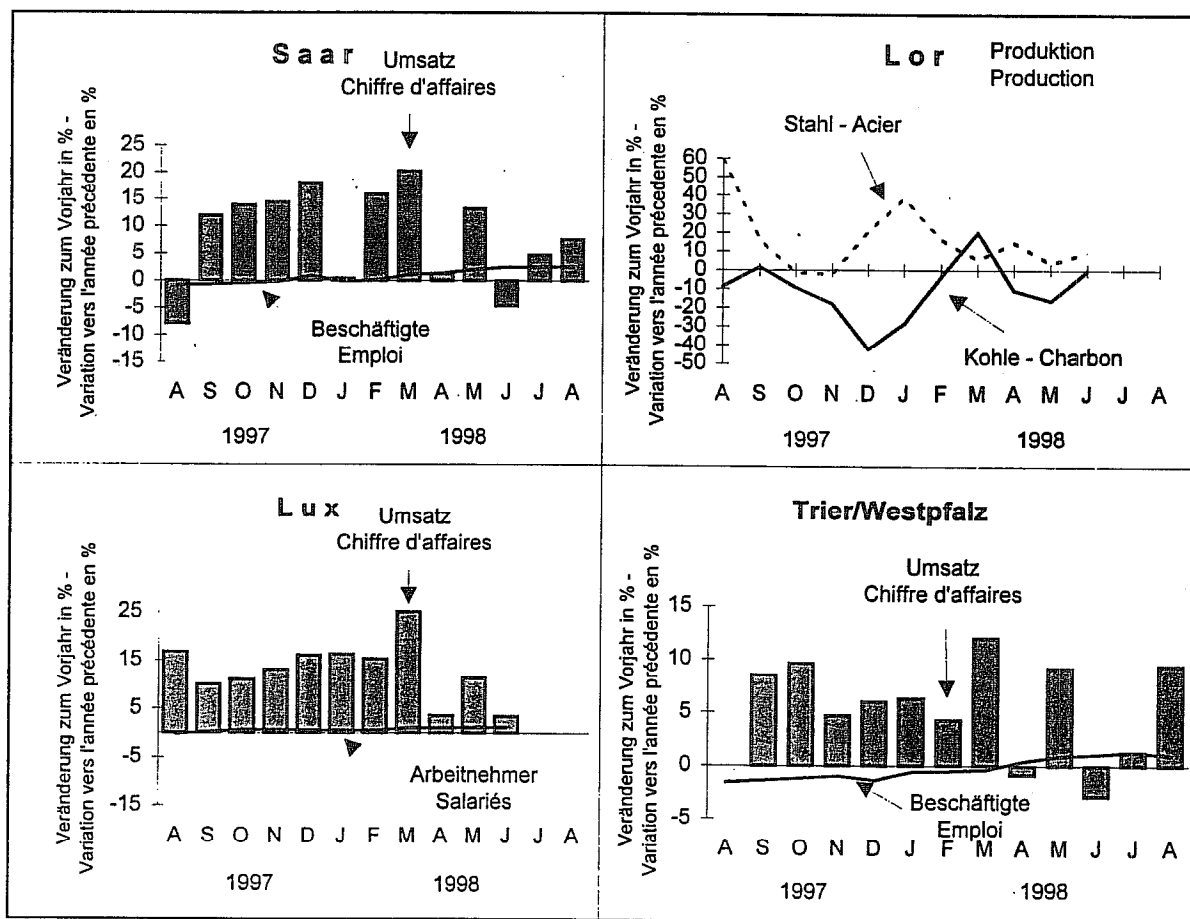 Saar
Umsatz
Chiffre d'affaires
Veränderung zum Vorjahr in % -
Variation vers l'année précédente en %
25
20
15
10
5
0
-5
-10
-15
Beschäftigte
Emploi
A S O N D J F M A M J J A
1997 1998
Lor
Produktion
Production
Stahl - Acier
Veränderung zum Vorjahr in % -
Variation vers l'année précédente en %
60
50
40
30
20
10
0
-10
-20
-30
-40
-50
Kohle - Charbon
A S O N D J F M A M J J A
1997 1998
Lux
Umsatz
Chiffre d'affaires
Veränderung zum Vorjahr in % -
Variation vers l'année précédente en %
25
15
5
-5
-15
Arbeitnehmer
Salariés
A S O N D J F M A M J J A
1997 1998
Trier/Westpfalz
Umsatz
Chiffre d'affaires
Veränderung zum Vorjahr in % -
Variation vers l'année précédente en %
15
10
5
0
-5
Beschäftigte
Emploi
A S O N D J F M A M J J A
1997 1998